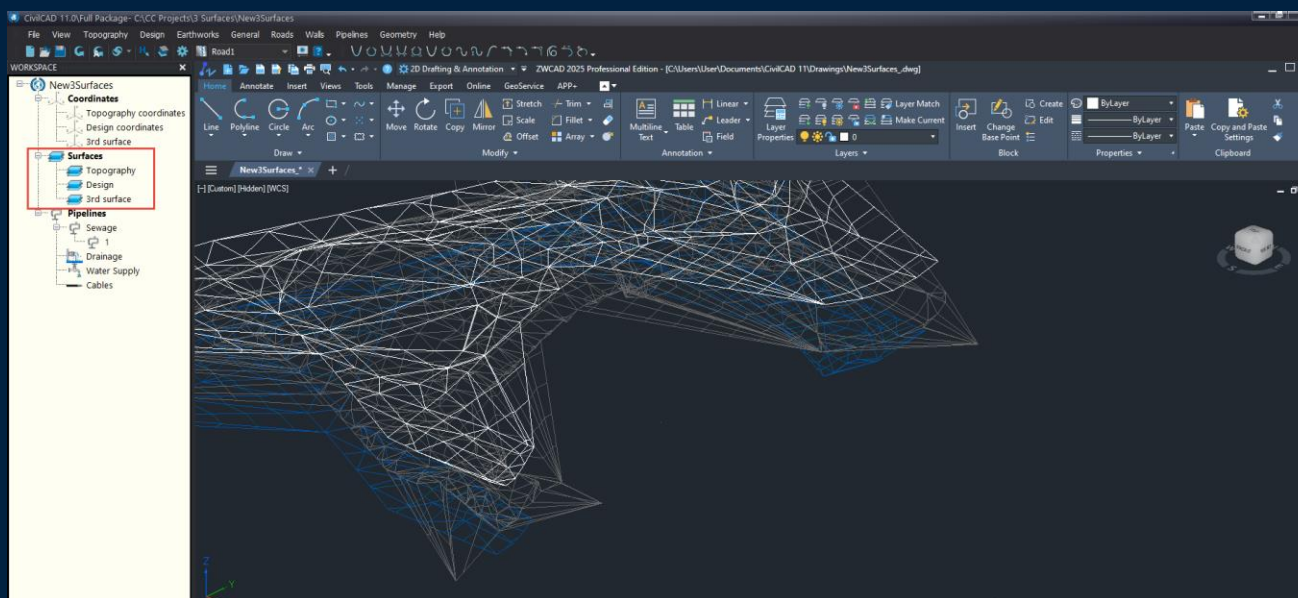 CivilCAD 11.0\Full Package- C:\CC Projects\3 Surfaces\New3Surfaces
File View Topography Design Earthworks General Roads Walls Pipelines Geometry Help
Road1
WORKSPACE
2D Drafting & Annotation
ZWCAD 2025 Professional Edition - [C:\Users\User\Documents\CivilCAD 11\Drawings\New3Surfaces_.dwg]
Home Annotate Insert Views Tools Manage Export Online GeoService APP+
New3Surfaces
Coordinates
Topography coordinates
Design coordinates
3rd surface
Surfaces
Topography
Design
3rd surface
Pipelines
Sewage
1
Drainage
Water Supply
Cables
Line Polyline Circle Arc
Draw
Move Rotate Copy Mirror
Stretch Trim
Scale Fillet
Offset Array
Modify
Multiline Text
Table
Linear
Leader
Field
Annotation
Layer Properties
Layer Match
Make Current
0
Layers
Insert
Change Base Point
Create
Edit
Block
ByLayer
ByLayer
ByLayer
Properties
Paste
Copy and Paste Settings
Clipboard
New3Surfaces_*
[-] [Custom] [Hidden] [WCS]
Z
Y